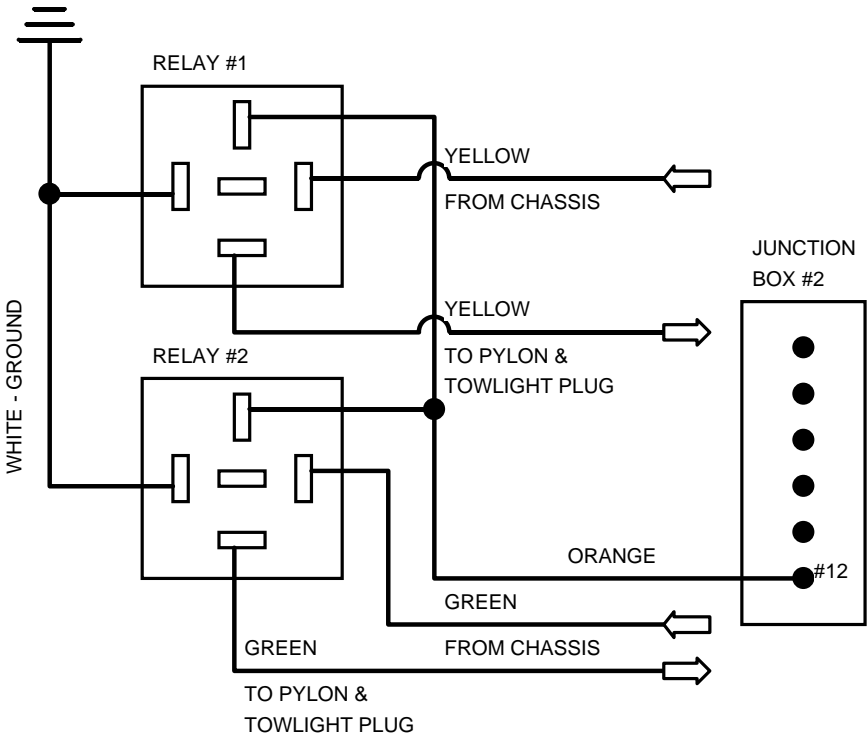 RELAY #1
YELLOW
FROM CHASSIS
JUNCTION
BOX #2
YELLOW
TO PYLON &
TOWLIGHT PLUG
WHITE - GROUND
RELAY #2
ORANGE
#12
GREEN
FROM CHASSIS
GREEN
TO PYLON &
TOWLIGHT PLUG